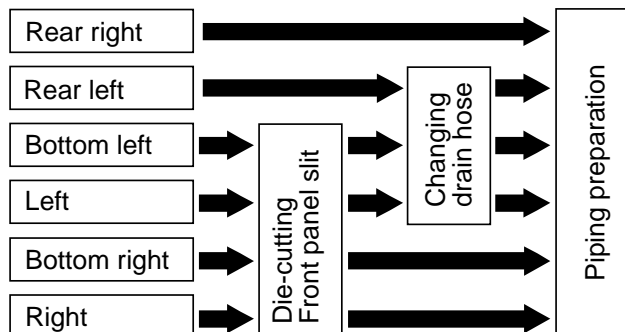 Rear right
Rear left
Bottom left
Left
Bottom right
Right
Die-cutting
Front panel slit
Changing
drain hose
Piping preparation